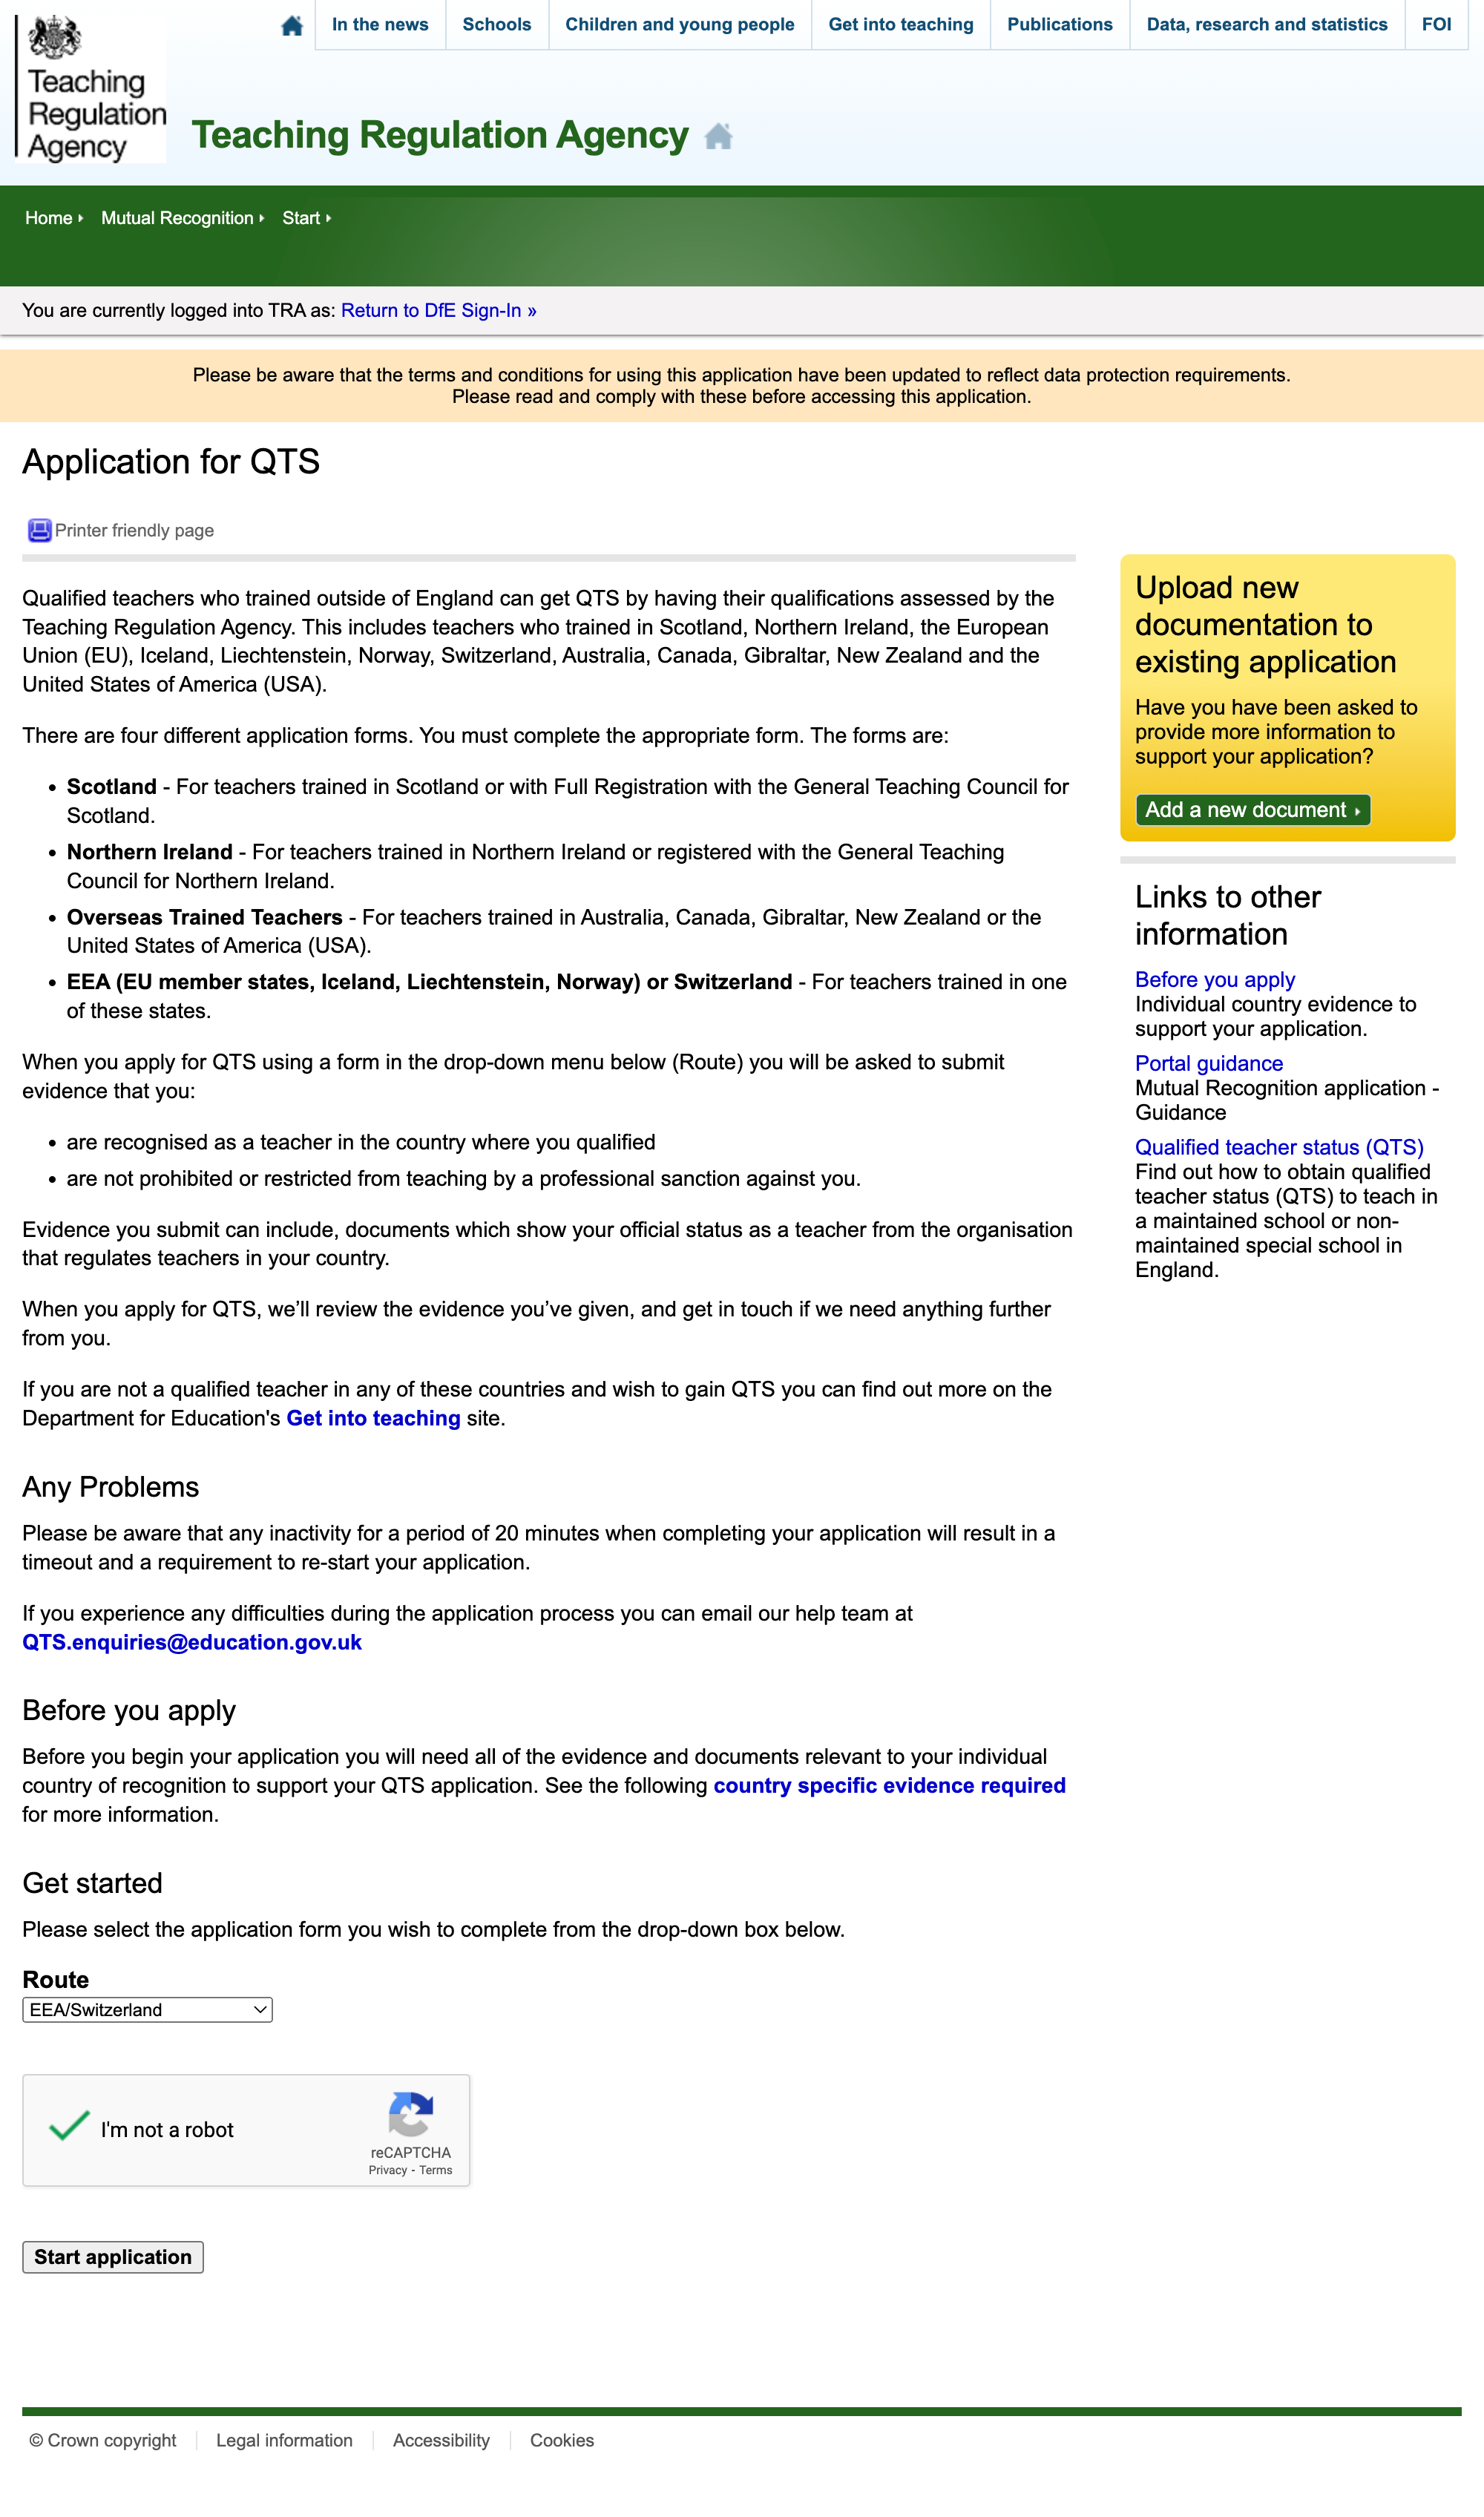 Teaching
Regulation
Agency
In the news
Schools
Children and young people
Get into teaching
Publications
Data, research and statistics
FOI
Teaching Regulation Agency
Home
Mutual Recognition
Start
You are currently logged into TRA as: Return to DfE Sign-In »
Please be aware that the terms and conditions for using this application have been updated to reflect data protection requirements.
Please read and comply with these before accessing this application.
Application for QTS
Printer friendly page
Qualified teachers who trained outside of England can get QTS by having their qualifications assessed by the
Teaching Regulation Agency. This includes teachers who trained in Scotland, Northern Ireland, the European
Union (EU), Iceland, Liechtenstein, Norway, Switzerland, Australia, Canada, Gibraltar, New Zealand and the
United States of America (USA).
There are four different application forms. You must complete the appropriate form. The forms are:
• Scotland - For teachers trained in Scotland or with Full Registration with the General Teaching Council for
Scotland.
• Northern Ireland - For teachers trained in Northern Ireland or registered with the General Teaching
Council for Northern Ireland.
• Overseas Trained Teachers - For teachers trained in Australia, Canada, Gibraltar, New Zealand or the
United States of America (USA).
• EEA (EU member states, Iceland, Liechtenstein, Norway) or Switzerland - For teachers trained in one
of these states.
When you apply for QTS using a form in the drop-down menu below (Route) you will be asked to submit
evidence that you:
• are recognised as a teacher in the country where you qualified
• are not prohibited or restricted from teaching by a professional sanction against you.
Evidence you submit can include, documents which show your official status as a teacher from the organisation
that regulates teachers in your country.
When you apply for QTS, we’ll review the evidence you’ve given, and get in touch if we need anything further
from you.
If you are not a qualified teacher in any of these countries and wish to gain QTS you can find out more on the
Department for Education's Get into teaching site.
Any Problems
Please be aware that any inactivity for a period of 20 minutes when completing your application will result in a
timeout and a requirement to re-start your application.
If you experience any difficulties during the application process you can email our help team at
QTS.enquiries@education.gov.uk
Before you apply
Before you begin your application you will need all of the evidence and documents relevant to your individual
country of recognition to support your QTS application. See the following country specific evidence required
for more information.
Get started
Please select the application form you wish to complete from the drop-down box below.
Route
EEA/Switzerland
I'm not a robot
reCAPTCHA
Privacy - Terms
Start application
Upload new
documentation to
existing application
Have you have been asked to
provide more information to
support your application?
Add a new document
Links to other
information
Before you apply
Individual country evidence to
support your application.
Portal guidance
Mutual Recognition application -
Guidance
Qualified teacher status (QTS)
Find out how to obtain qualified
teacher status (QTS) to teach in
a maintained school or non-
maintained special school in
England.
© Crown copyright
Legal information
Accessibility
Cookies